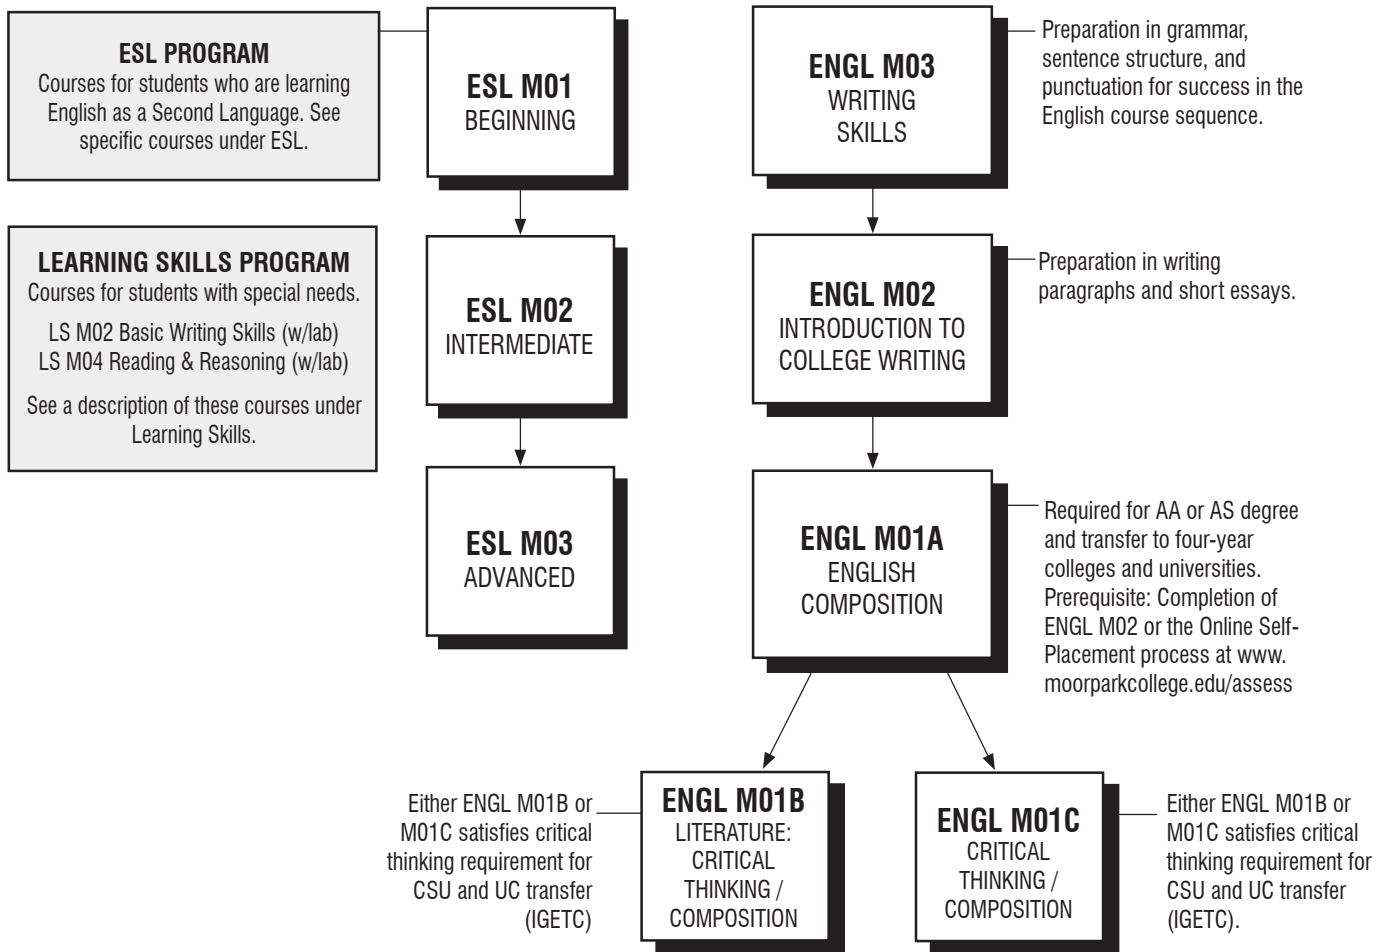 ESL PROGRAM
Courses for students who are learning
English as a Second Language. See
specific courses under ESL.
LEARNING SKILLS PROGRAM
Courses for students with special needs.
LS M02 Basic Writing Skills (w/lab)
LS M04 Reading & Reasoning (w/lab)
See a description of these courses under
Learning Skills.
ESL M01
BEGINNING
ESL M02
INTERMEDIATE
ESL M03
ADVANCED
ENGL M03
WRITING
SKILLS
Preparation in grammar,
sentence structure, and
punctuation for success in the
English course sequence.
ENGL M02
INTRODUCTION TO
COLLEGE WRITING
Preparation in writing
paragraphs and short essays.
ENGL M01A
ENGLISH
COMPOSITION
Required for AA or AS degree
and transfer to four-year
colleges and universities.
Prerequisite: Completion of
ENGL M02 or the Online Self-
Placement process at www.
moorparkcollege.edu/assess
Either ENGL M01B or
M01C satisfies critical
thinking requirement for
CSU and UC transfer
(IGETC)
ENGL M01B
LITERATURE:
CRITICAL
THINKING /
COMPOSITION
ENGL M01C
CRITICAL
THINKING /
COMPOSITION
Either ENGL M01B or
M01C satisfies critical
thinking requirement for
CSU and UC transfer
(IGETC).